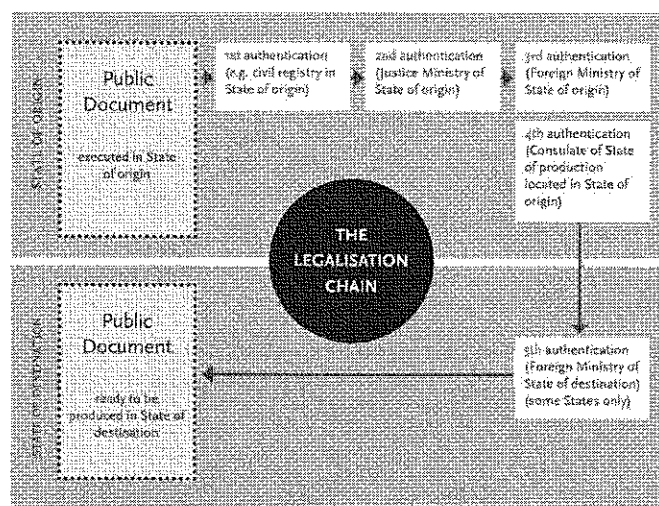 STATE OF ORIGIN
Public
Document
executed in State
of origin
1st authentication
(e.g. civil registry in
State of origin)
2nd authentication
(Justice Ministry of
State of origin)
3rd authentication
(Foreign Ministry of
State of origin)
4th authentication
(Consulate of State
of production
located in State of
origin)
THE
LEGALISATION
CHAIN
STATE OF DESTINATION
Public
Document
ready to be
produced in State of
destination
5th authentication
(Foreign Ministry of
State of destination)
(some States only)